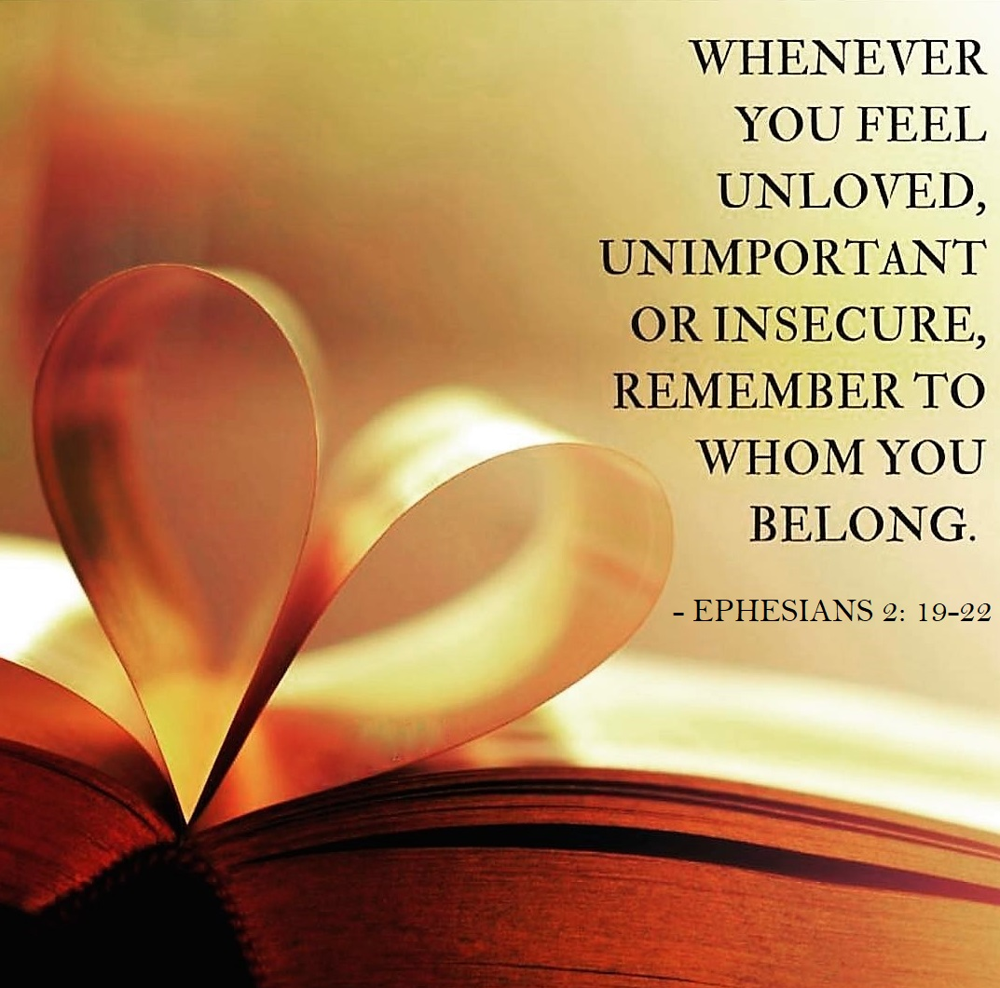 WHENEVER
YOU FEEL
UNLOVED,
UNIMPORTANT
OR INSECURE,
REMEMBER TO
WHOM YOU
BELONG.
- EPHESIANS 2: 19-22